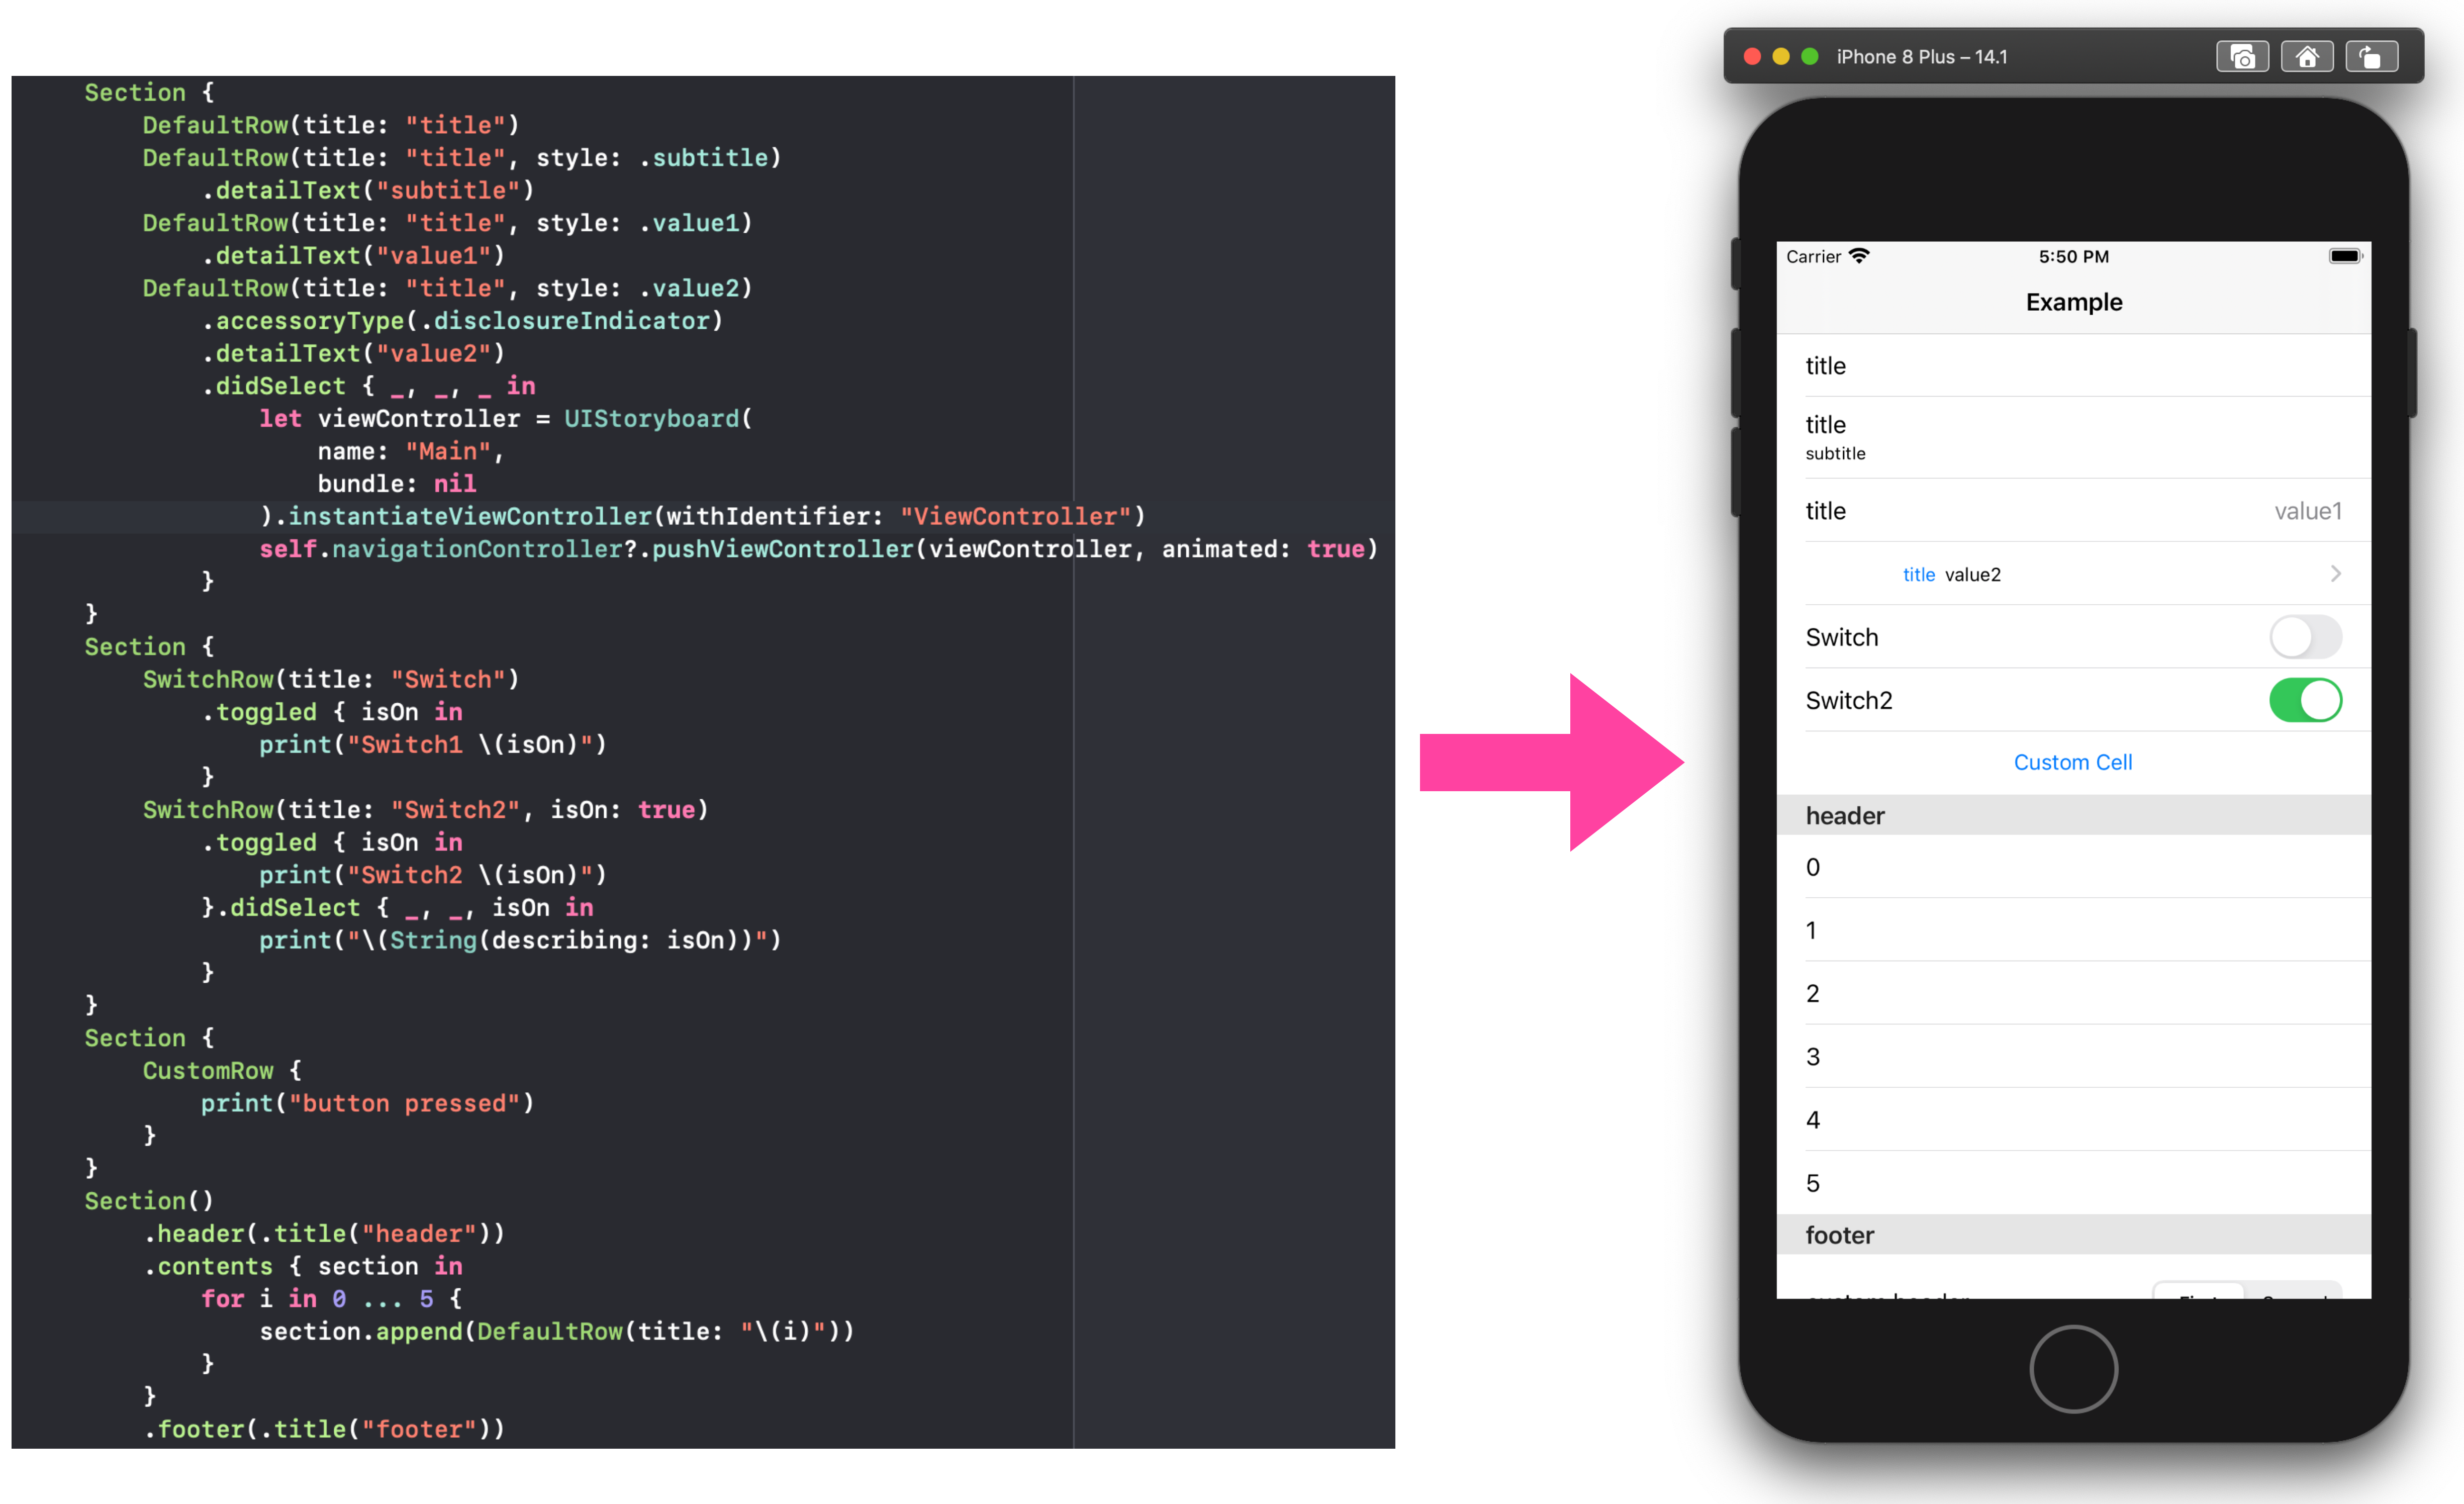 Section {
DefaultRow(title: "title")
DefaultRow(title: "title", style: .subtitle)
.detailText("subtitle")
DefaultRow(title: "title", style: .value1)
.detailText("value1")
DefaultRow(title: "title", style: .value2)
.accessoryType(.disclosureIndicator)
.detailText("value2")
.didSelect { _, _, _ in
let viewController = UIStoryboard(
name: "Main",
bundle: nil
).instantiateViewController(withIdentifier: "ViewController")
self.navigationController?.pushViewController(viewController, animated: true)
}
}
Section {
SwitchRow(title: "Switch")
.toggled { isOn in
print("Switch1 \(isOn)")
}
SwitchRow(title: "Switch2", isOn: true)
.toggled { isOn in
print("Switch2 \(isOn)")
}.didSelect { _, _, isOn in
print("\(String(describing: isOn))")
}
}
Section {
CustomRow {
print("button pressed")
}
}
Section()
.header(.title("header"))
.contents { section in
for i in 0 ... 5 {
section.append(DefaultRow(title: "\(i)"))
}
}
.footer(.title("footer"))
iPhone 8 Plus – 14.1
Carrier 5:50 PM
Example
title
title
subtitle
title value1
title value2
Switch
Switch2
Custom Cell
header
0
1
2
3
4
5
footer